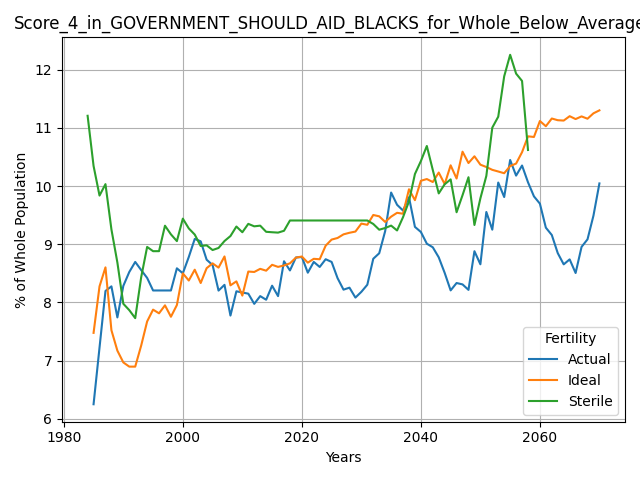 Score_4_in_GOVERNMENT_SHOULD_AID_BLACKS_for_Whole_Below_Average
12
11
10
9
8
7
6
% of Whole Population
1980
2000
2020
2040
2060
Years
Fertility
Actual
Ideal
Sterile